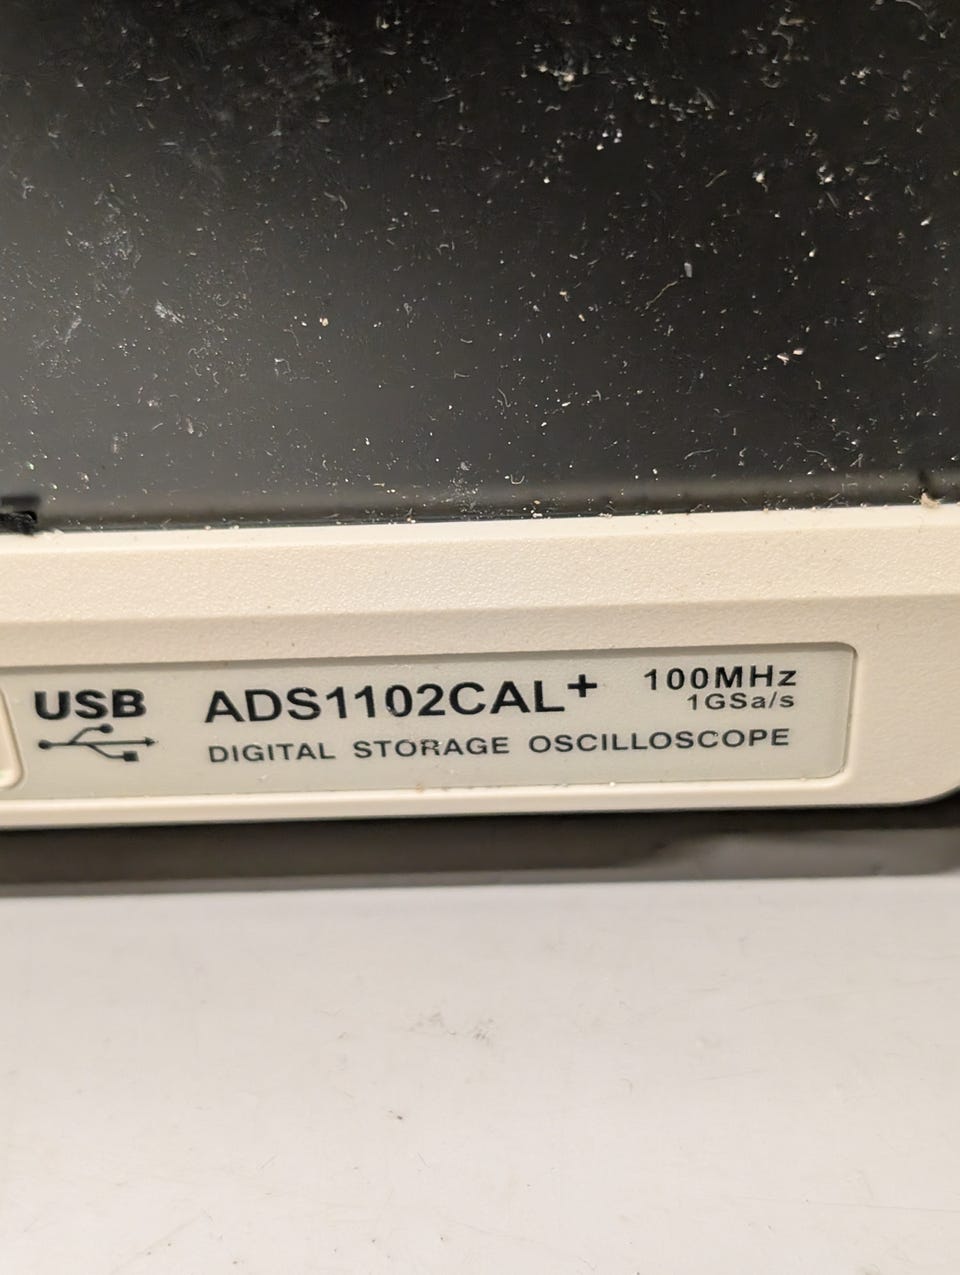 USB
ADS1102CAL+ 100MHz
1GSa/s
DIGITAL STORAGE OSCILLOSCOPE